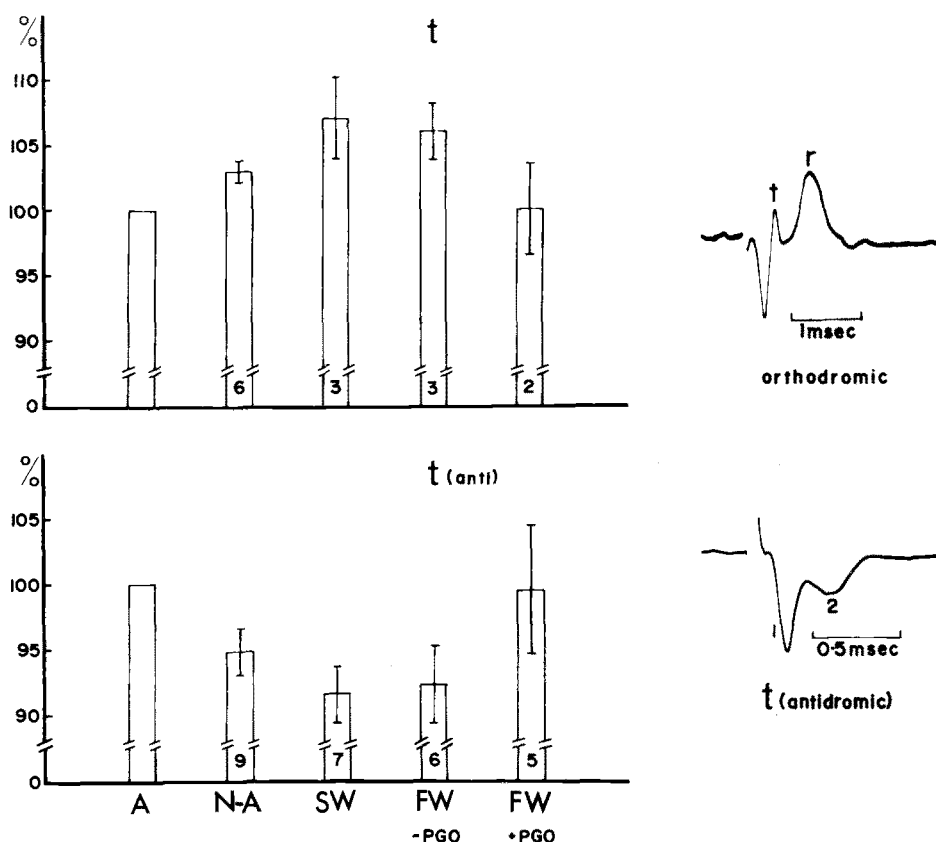 %
t
110
105
100
95
90
0
6
3
3
2
t
r
1msec
orthodromic
%
t (anti)
105
100
95
90
0
9
7
6
5
A
N-A
SW
FW
-PGO
FW
+PGO
1
2
0·5msec
t (antidromic)